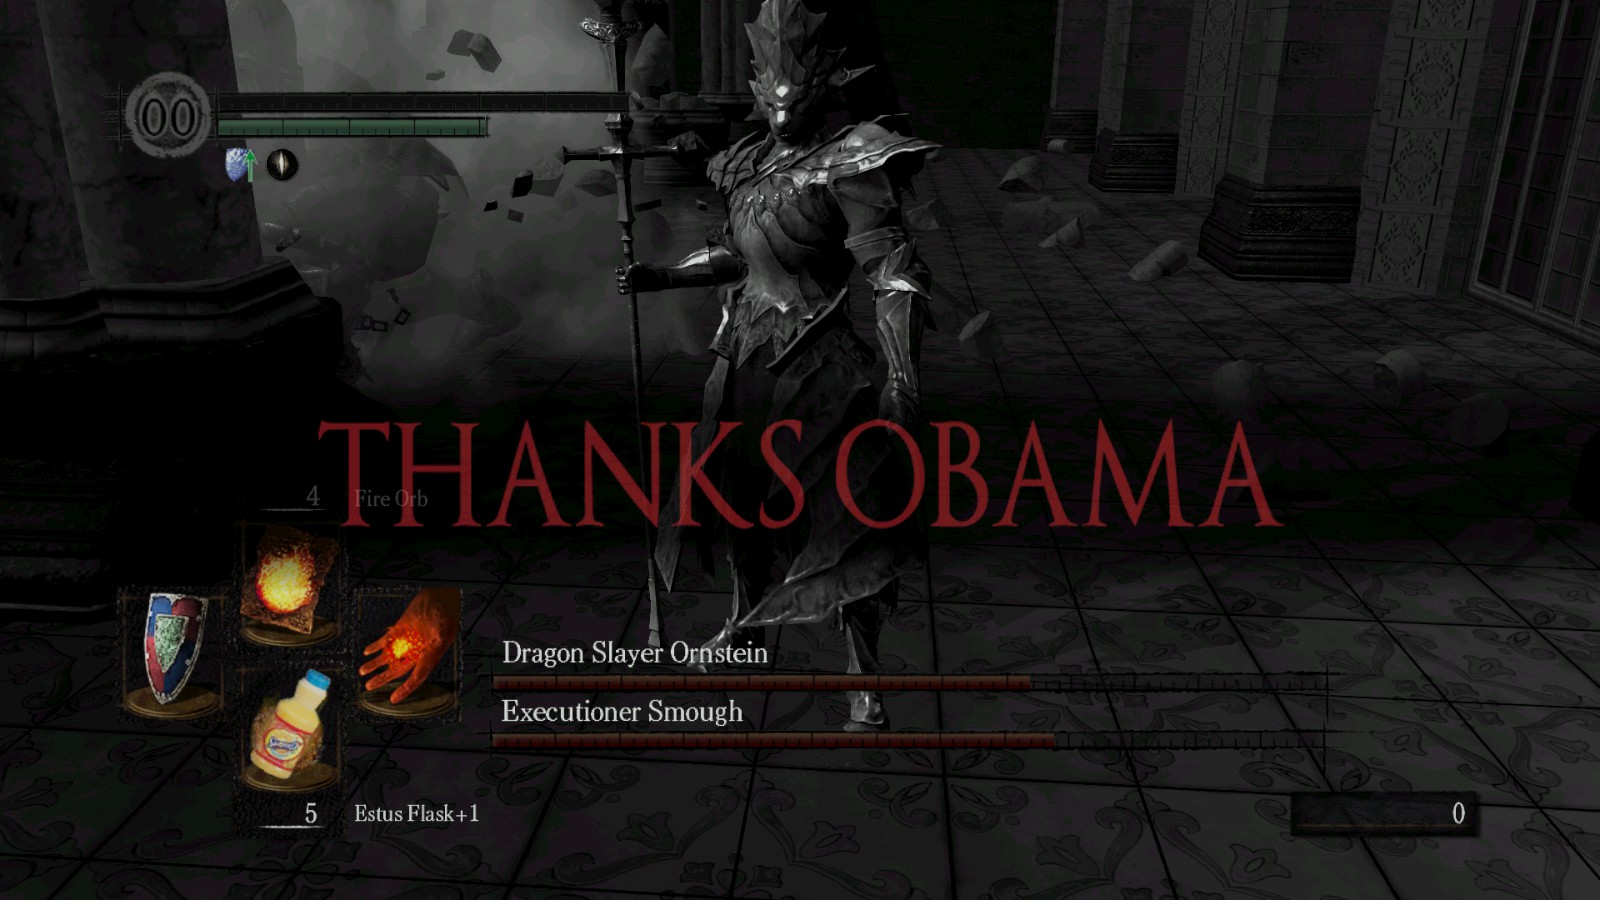 00
THANKS OBAMA
4 Fire Orb
Dragon Slayer Ornstein
Executioner Smough
5 Estus Flask+1
0